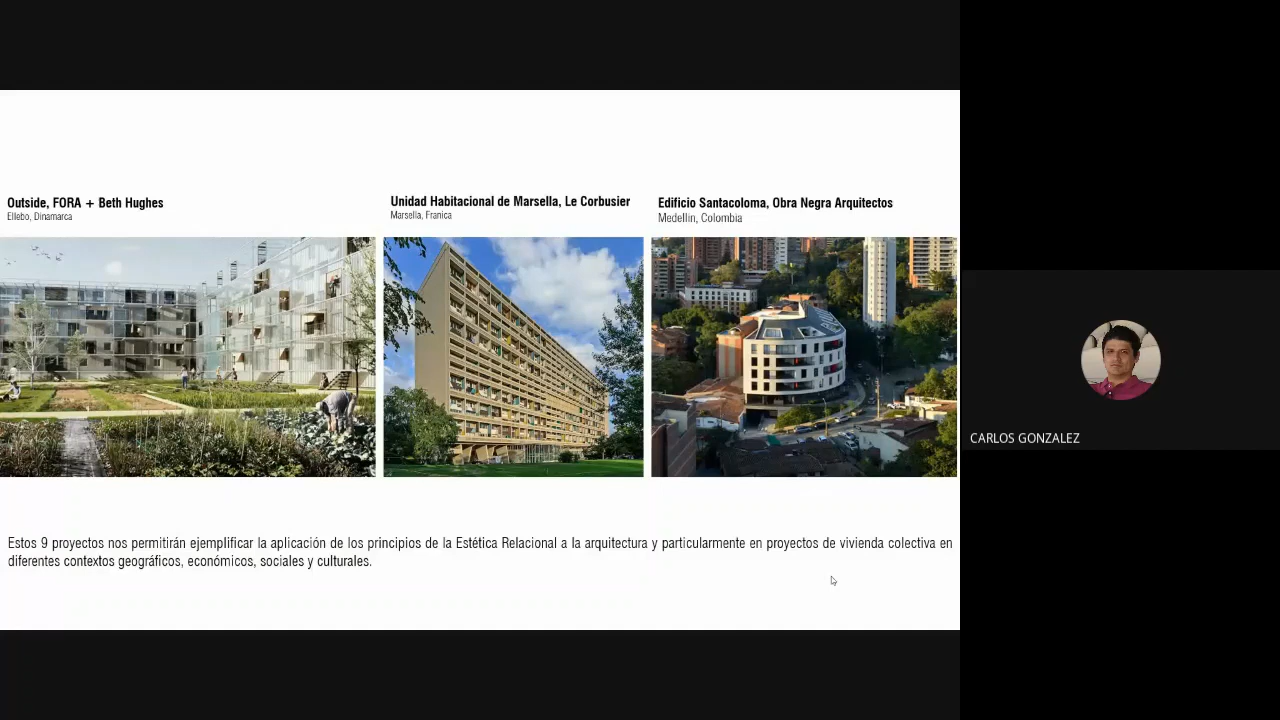 Outside, FORA + Beth Hughes
Ellebo, Dinamarca
Unidad Habitacional de Marsella, Le Corbusier
Marsella, Franica
Edificio Santacoloma, Obra Negra Arquitectos
Medellin, Colombia
Estos 9 proyectos nos permitirán ejemplificar la aplicación de los principios de la Estética Relacional a la arquitectura y particularmente en proyectos de vivienda colectiva en
diferentes contextos geográficos, económicos, sociales y culturales.
CARLOS GONZALEZ